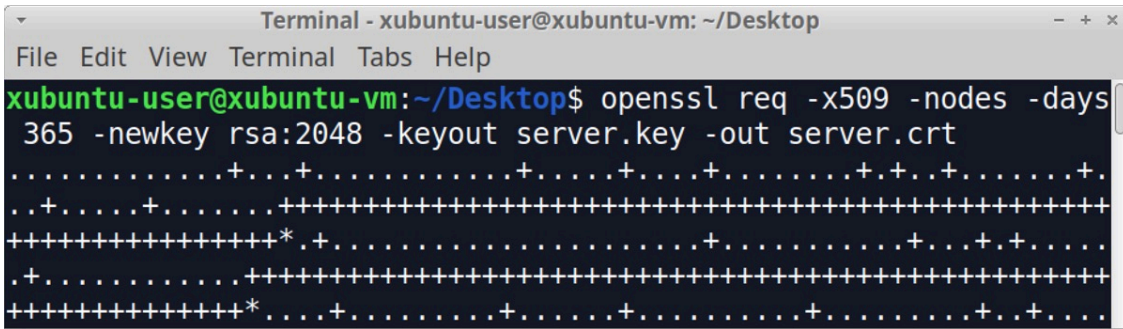 Terminal - xubuntu-user@xubuntu-vm: ~/Desktop
File Edit View Terminal Tabs Help
xubuntu-user@xubuntu-vm:~/Desktop$ openssl req -x509 -nodes -days
 365 -newkey rsa:2048 -keyout server.key -out server.crt
.............+...+............+.....+....+........+.+..+.......+.
..+.....+.......+++++++++++++++++++++++++++++++++++++++++++++++++
++++++++++++++++*.+......................+...........+...+.+.....
.+............+++++++++++++++++++++++++++++++++++++++++++++++++++
++++++++++++++*....+.........+......+..........+.........+..+....